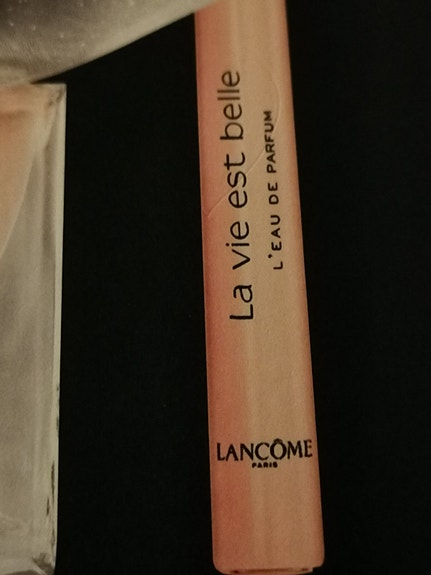 La vie est belle
L'EAU DE PARFUM
LANCÔME
PARIS